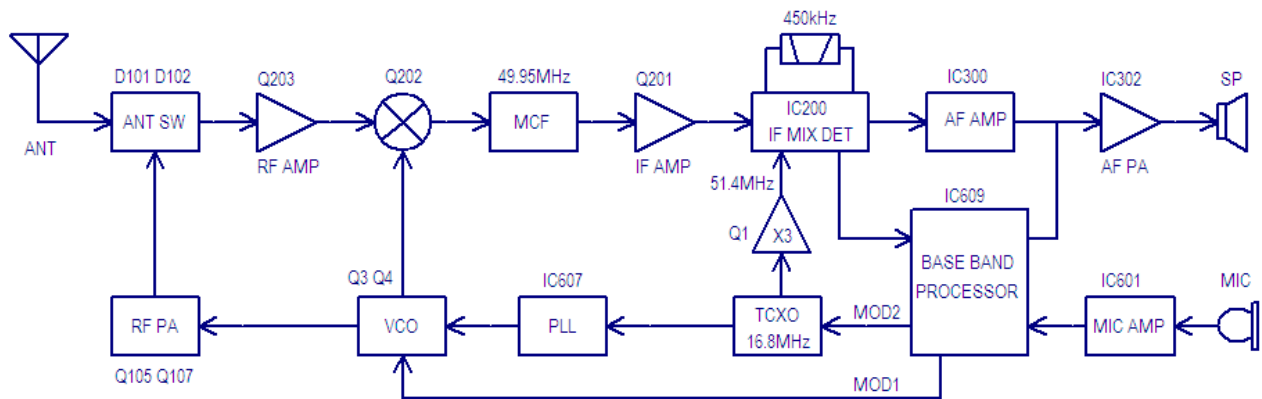 450kHz
D101 D102
Q203
Q202
49.95MHz
Q201
IC300
IC302
SP
ANT SW
MCF
IC200
IF MIX DET
AF AMP
ANT
RF AMP
IF AMP
AF PA
51.4MHz
IC609
Q1
X3
BASE BAND
PROCESSOR
Q3 Q4
IC607
IC601
MIC
RF PA
VCO
PLL
TCXO
16.8MHz
MOD2
MIC AMP
Q105 Q107
MOD1